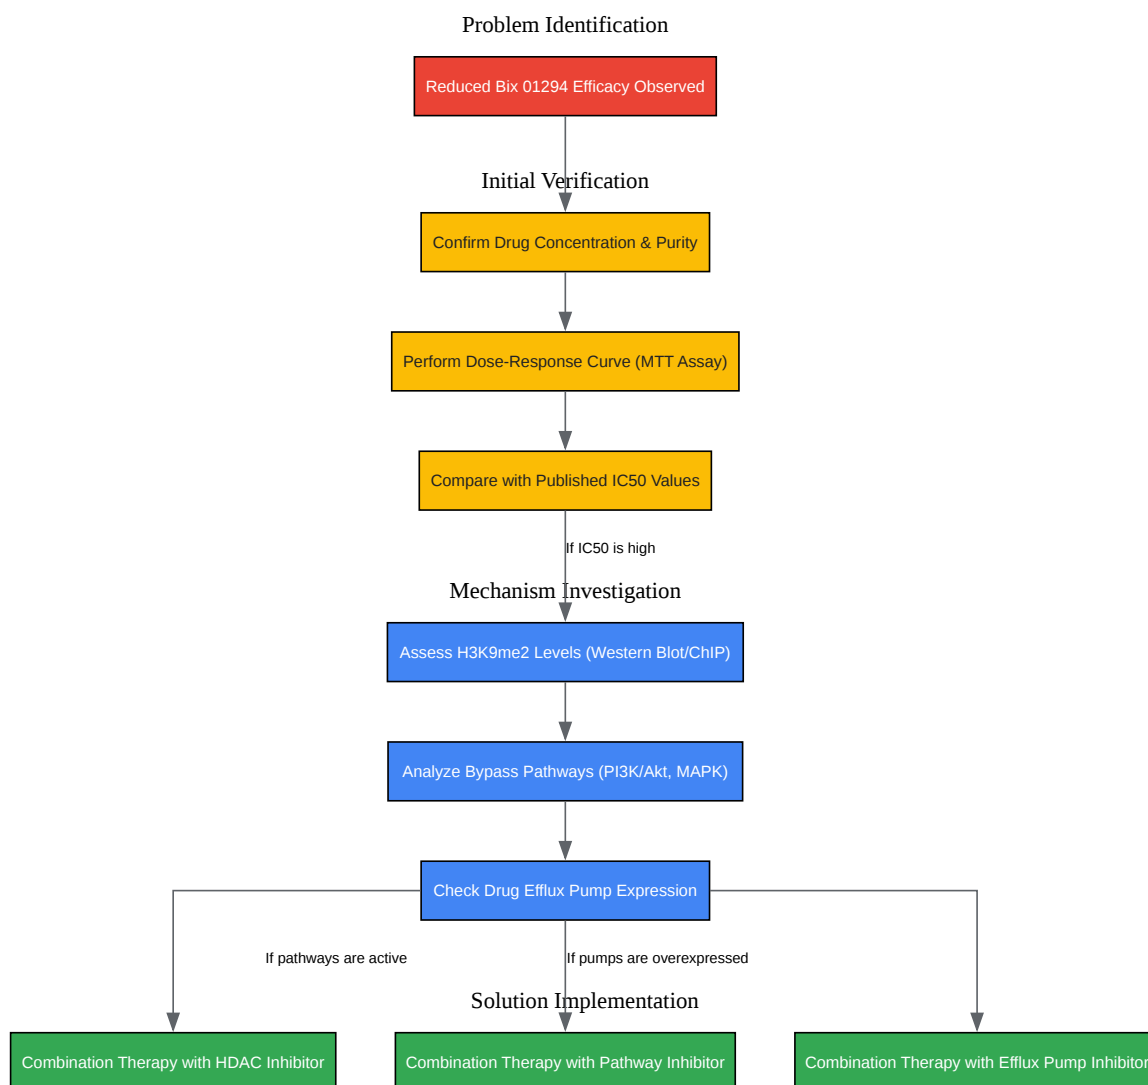 Problem Identification
Reduced Bix 01294 Efficacy Observed
Initial Verification
Confirm Drug Concentration & Purity
Perform Dose-Response Curve (MTT Assay)
Compare with Published IC50 Values
If IC50 is high
Mechanism Investigation
Assess H3K9me2 Levels (Western Blot/ChIP)
Analyze Bypass Pathways (PI3K/Akt, MAPK)
Check Drug Efflux Pump Expression
If pathways are active
If pumps are overexpressed
Solution Implementation
Combination Therapy with HDAC Inhibitor
Combination Therapy with Pathway Inhibitor
Combination Therapy with Efflux Pump Inhibitor